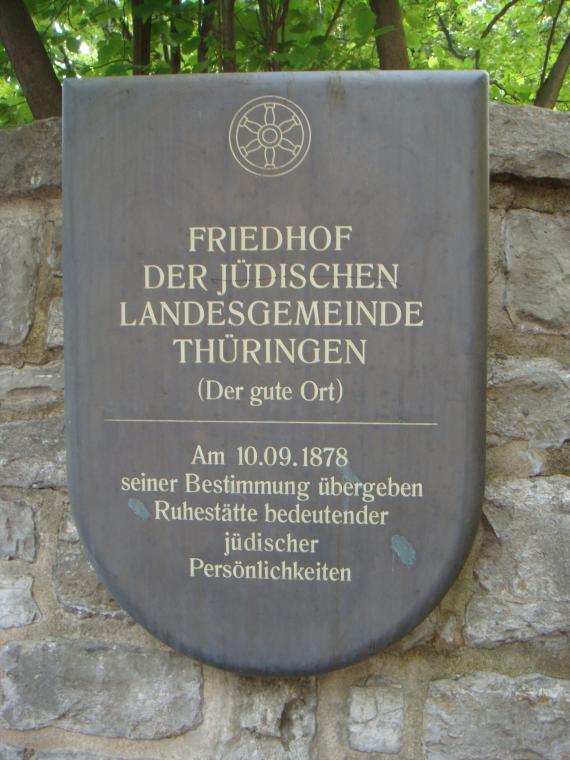 FRIEDHOF
DER JÜDISCHEN
LANDESGEMEINDE
THÜRINGEN
(Der gute Ort)
Am 10.09.1878
seiner Bestimmung übergeben
Ruhestätte bedeutender
jüdischer
Persönlichkeiten